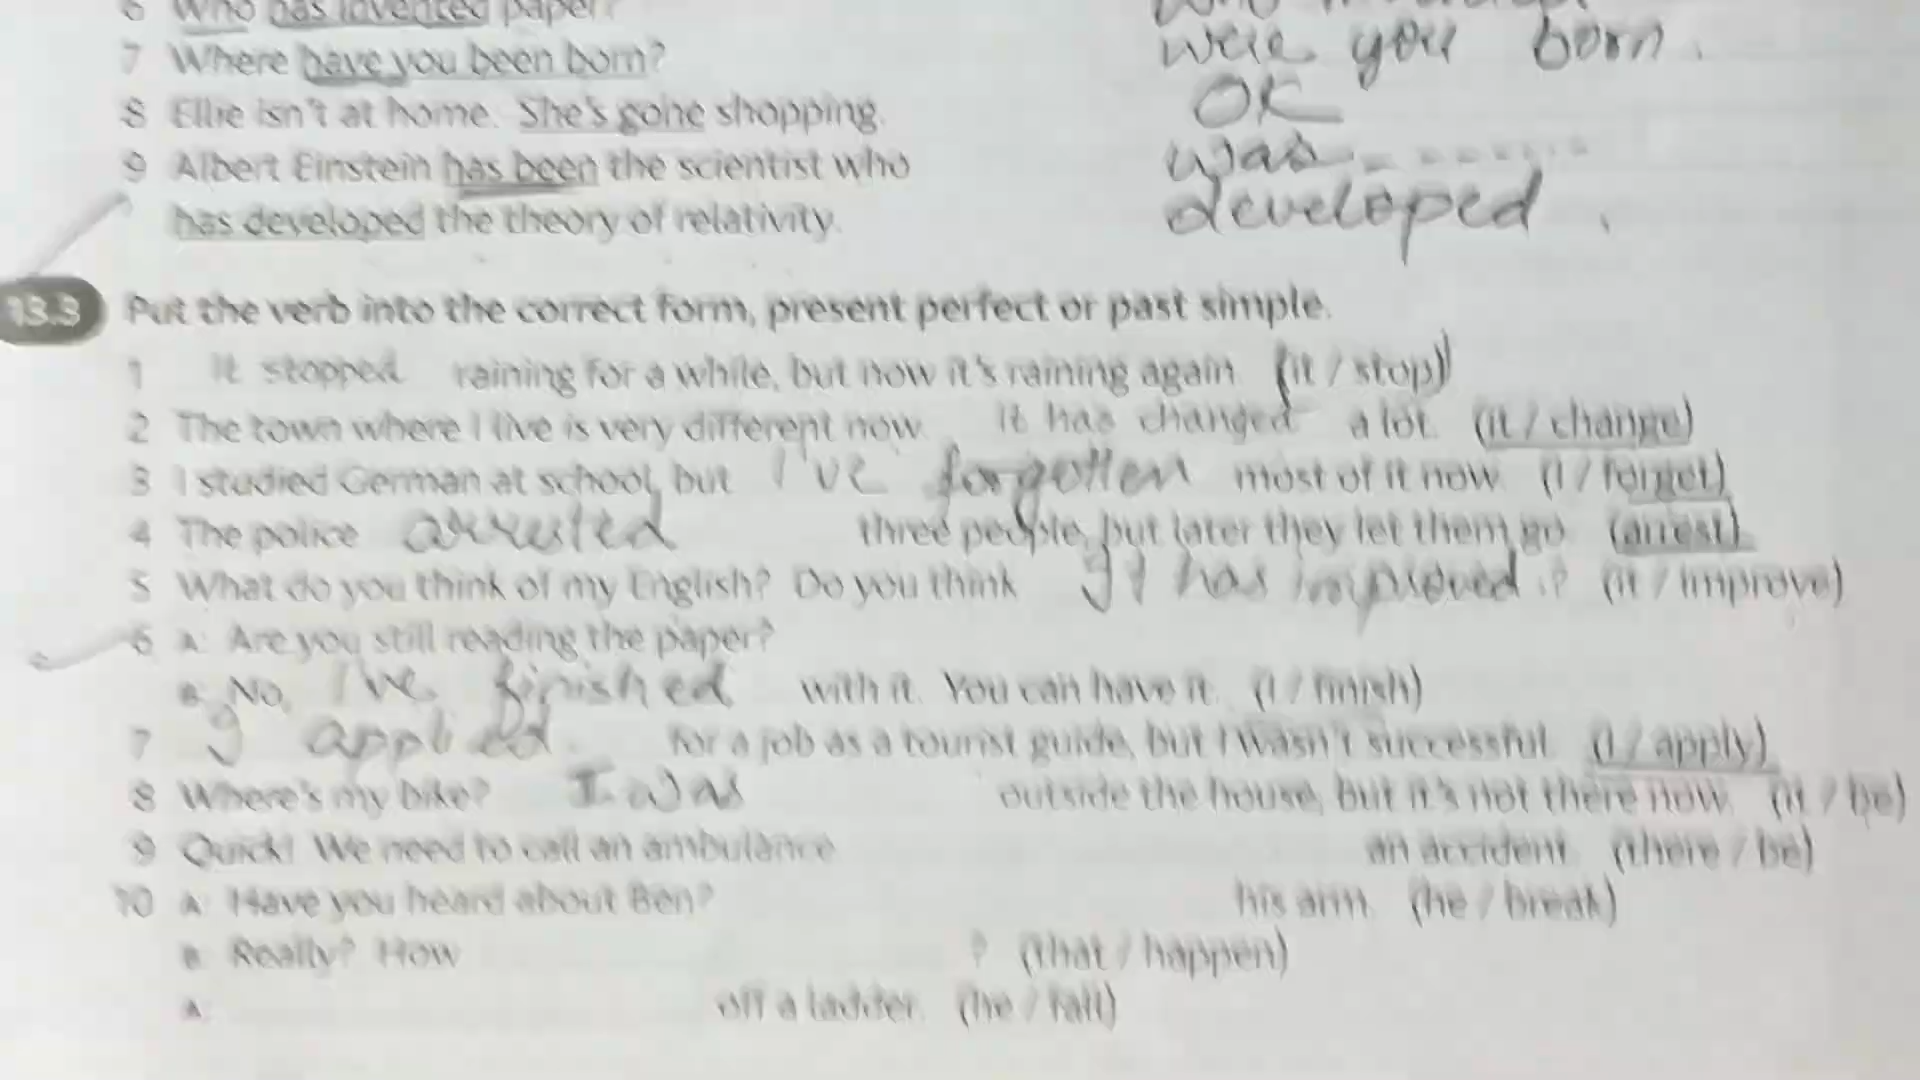 6 Who has invented paper?
7 Where have you been born? were you born.
8 Ellie isn't at home. She's gone shopping. OK
9 Albert Einstein has been the scientist who was
has developed the theory of relativity. developed.
13.3 Put the verb into the correct form, present perfect or past simple.
1 It stopped raining for a while, but now it's raining again. (it / stop)
2 The town where I live is very different now. It has changed a lot. (it / change)
3 I studied German at school, but I've forgotten most of it now. (I / forget)
4 The police arrested three people, but later they let them go. (arrest)
5 What do you think of my English? Do you think It has improved? (it / improve)
6 A: Are you still reading the paper?
B: No, I've finished with it. You can have it. (I / finish)
7 I applied for a job as a tourist guide, but I wasn't successful. (I / apply)
8 Where's my bike? I was outside the house, but it's not there now. (it / be)
9 Quick! We need to call an ambulance. an accident. (there / be)
10 A: Have you heard about Ben? his arm. (he / break)
B: Really? How ? (that / happen)
A: off a ladder. (he / fall)